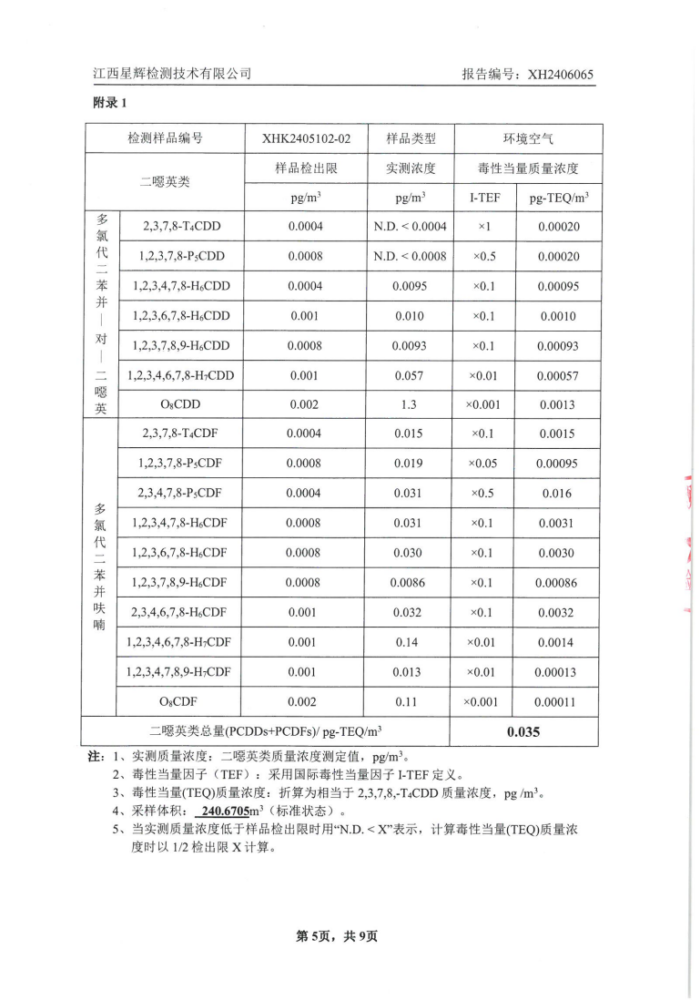 江西星辉检测技术有限公司 报告编号：XH2406065
附录 1
检测样品编号 XHK2405102-02 样品类型 环境空气
二噁英类 样品检出限 实测浓度 毒性当量质量浓度
pg/m³ pg/m³ I-TEF pg-TEQ/m³
多氯代二苯并—对—二噁英
2,3,7,8-T₄CDD 0.0004 N.D.＜0.0004 ×1 0.00020
1,2,3,7,8-P₅CDD 0.0008 N.D.＜0.0008 ×0.5 0.00020
1,2,3,4,7,8-H₆CDD 0.0004 0.0095 ×0.1 0.00095
1,2,3,6,7,8-H₆CDD 0.001 0.010 ×0.1 0.0010
1,2,3,7,8,9-H₆CDD 0.0008 0.0093 ×0.1 0.00093
1,2,3,4,6,7,8-H₇CDD 0.001 0.057 ×0.01 0.00057
O₈CDD 0.002 1.3 ×0.001 0.0013
多氯代二苯并呋喃
2,3,7,8-T₄CDF 0.0004 0.015 ×0.1 0.0015
1,2,3,7,8-P₅CDF 0.0008 0.019 ×0.05 0.00095
2,3,4,7,8-P₅CDF 0.0004 0.031 ×0.5 0.016
1,2,3,4,7,8-H₆CDF 0.0008 0.031 ×0.1 0.0031
1,2,3,6,7,8-H₆CDF 0.0008 0.030 ×0.1 0.0030
1,2,3,7,8,9-H₆CDF 0.0008 0.0086 ×0.1 0.00086
2,3,4,6,7,8-H₆CDF 0.001 0.032 ×0.1 0.0032
1,2,3,4,6,7,8-H₇CDF 0.001 0.14 ×0.01 0.0014
1,2,3,4,7,8,9-H₇CDF 0.001 0.013 ×0.01 0.00013
O₈CDF 0.002 0.11 ×0.001 0.00011
二噁英类总量(PCDDs+PCDFs)/ pg-TEQ/m³ 0.035
注：1、实测质量浓度：二噁英类质量浓度测定值，pg/m³。
2、毒性当量因子（TEF）：采用国际毒性当量因子 I-TEF 定义。
3、毒性当量(TEQ)质量浓度：折算为相当于 2,3,7,8,-T₄CDD 质量浓度，pg /m³。
4、采样体积： 240.6705m³（标准状态）。
5、当实测质量浓度低于样品检出限时用“N.D.＜X”表示，计算毒性当量(TEQ)质量浓
度时以 1/2 检出限 X 计算。
第 5页，共 9页